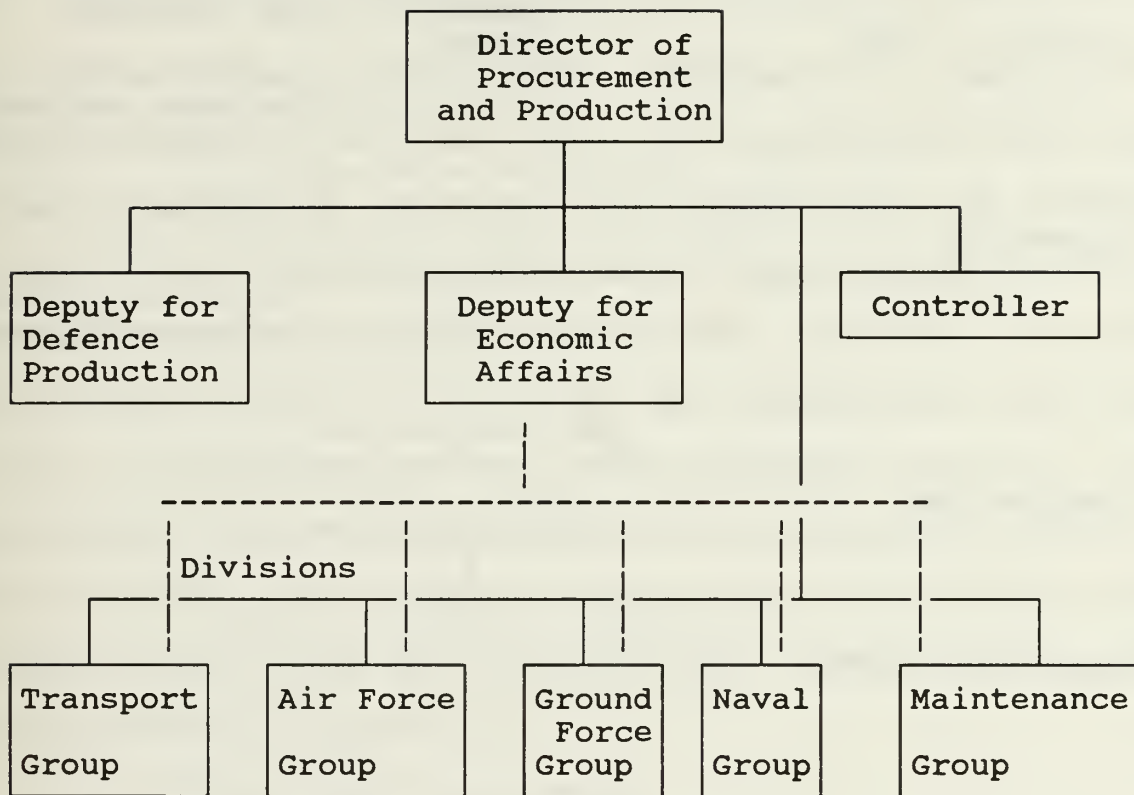 Director of
Procurement
and Production
Deputy for
Defence
Production
Deputy for
Economic
Affairs
Controller
Divisions
Transport
Group
Air Force
Group
Ground
Force
Group
Naval
Group
Maintenance
Group